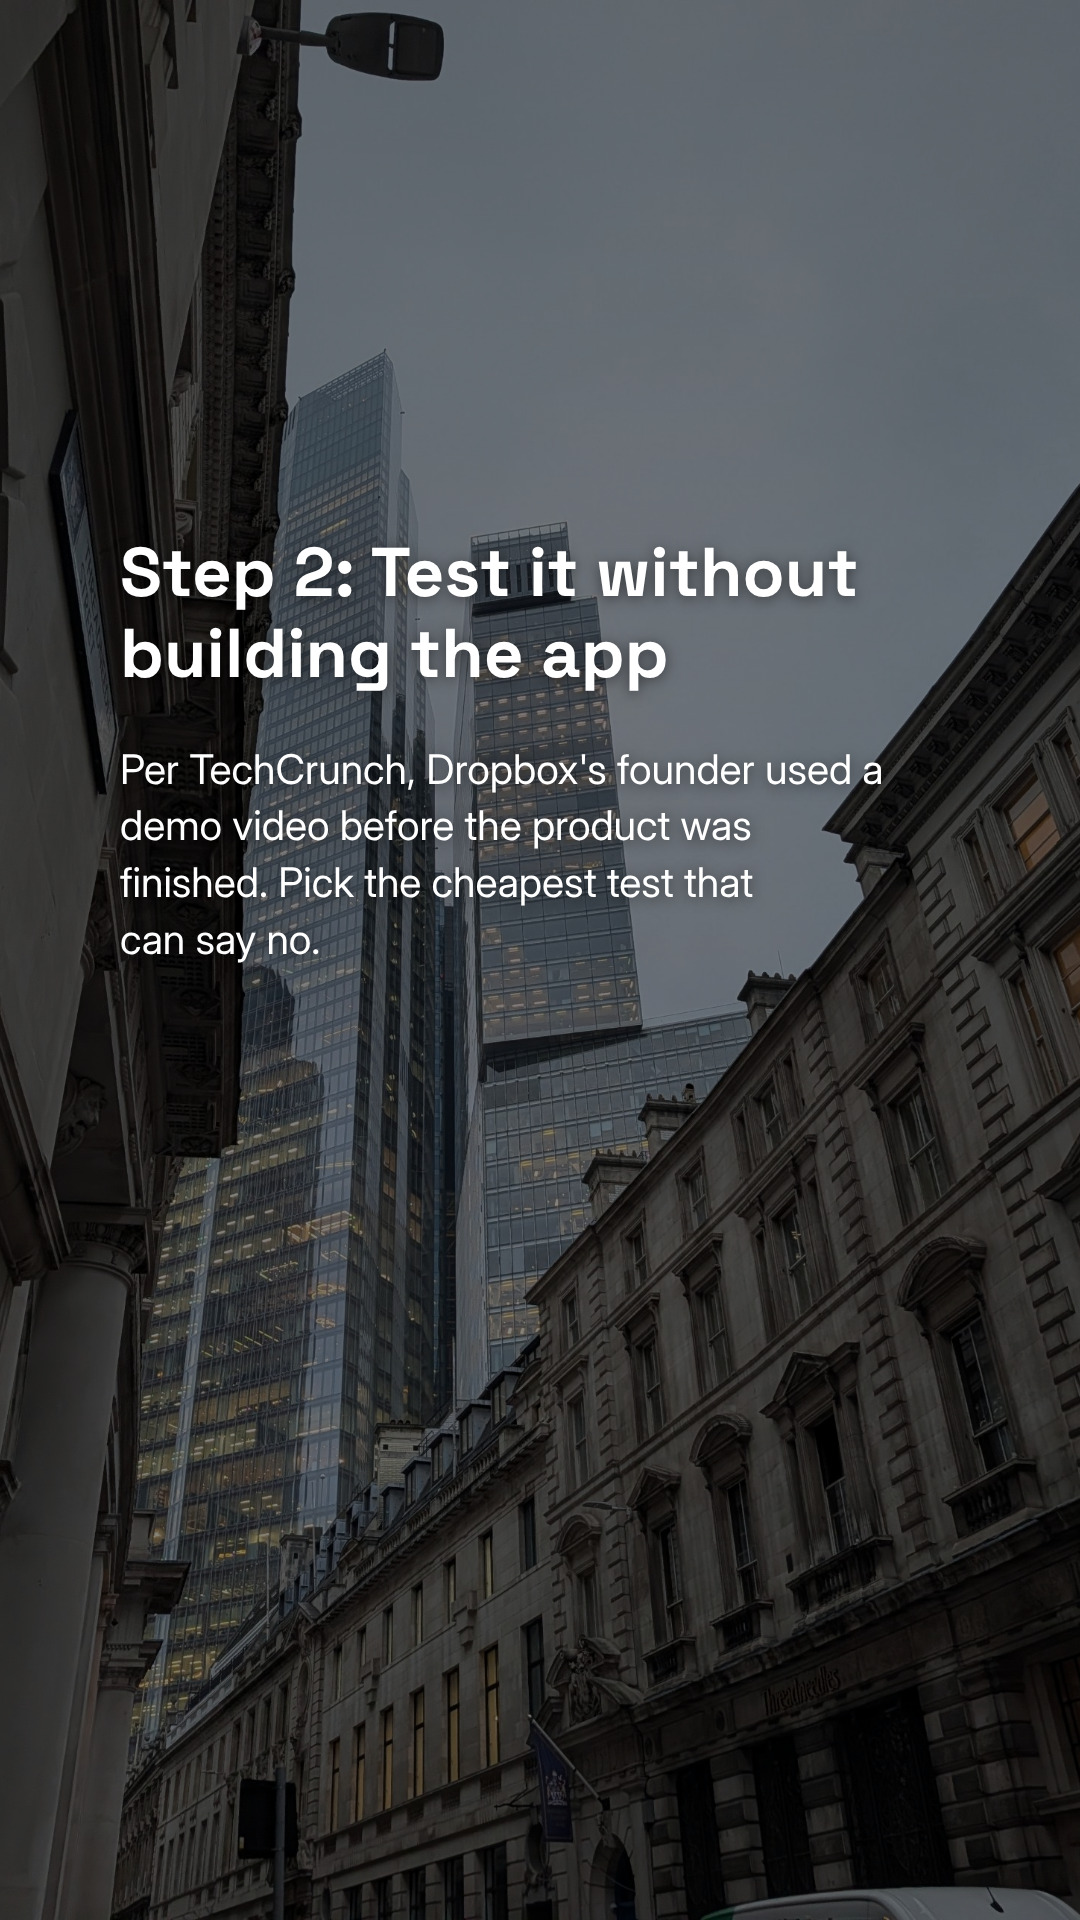 Step 2: Test it without
building the app
Per TechCrunch, Dropbox's founder used a
demo video before the product was
finished. Pick the cheapest test that
can say no.
Threadneedles